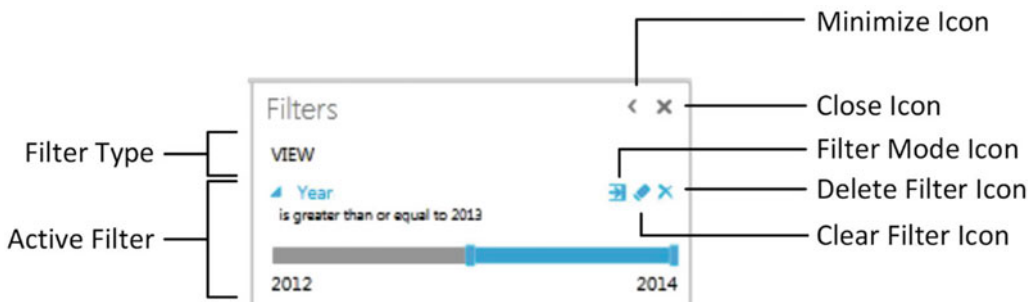 Minimize Icon
Filters
Close Icon
Filter Type
VIEW
Filter Mode Icon
Year
Delete Filter Icon
is greater than or equal to 2013
Active Filter
Clear Filter Icon
2012 2014